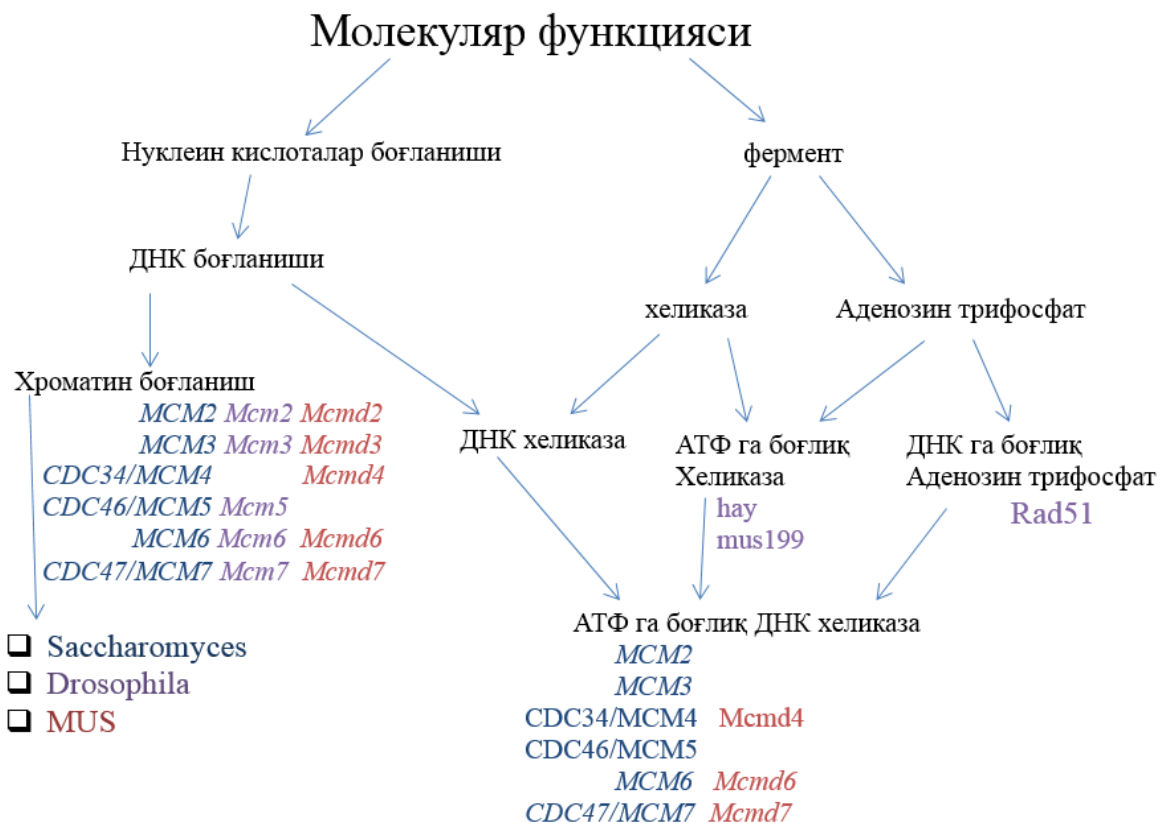 Молекуляр функцияси
Нуклеин кислоталар боғланиши
фермент
ДНК боғланиши
хеликаза
Аденозин трифосфат
Хроматин боғланиш
MCM2 Mcm2 Mcmd2
MCM3 Mcm3 Mcmd3
CDC34/MCM4 Mcmd4
CDC46/MCM5 Mcm5
MCM6 Mcm6 Mcmd6
CDC47/MCM7 Mcm7 Mcmd7
ДНК хеликаза
АТФ га боғлиқ
Хеликаза
hay
mus199
ДНК га боғлиқ
Аденозин трифосфат
Rad51
Saccharomyces
Drosophila
MUS
АТФ га боғлиқ ДНК хеликаза
MCM2
MCM3
CDC34/MCM4 Mcmd4
CDC46/MCM5
MCM6 Mcmd6
CDC47/MCM7 Mcmd7